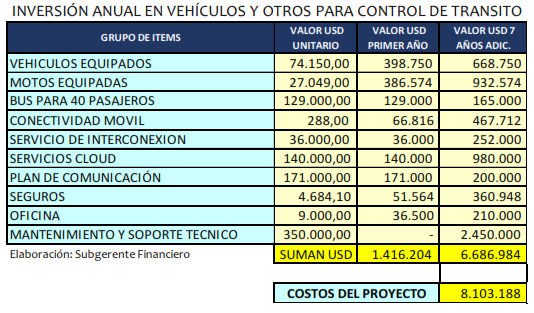 INVERSIÓN ANUAL EN VEHÍCULOS Y OTROS PARA CONTROL DE TRANSITO
GRUPO DE ITEMS VALOR USD UNITARIO VALOR USD PRIMER AÑO VALOR USD 7 AÑOS ADIC.
VEHICULOS EQUIPADOS 74.150,00 398.750 668.750
MOTOS EQUIPADAS 27.049,00 386.574 932.574
BUS PARA 40 PASAJEROS 129.000,00 129.000 165.000
CONECTIVIDAD MOVIL 288,00 66.816 467.712
SERVICIO DE INTERCONEXION 36.000,00 36.000 252.000
SERVICIOS CLOUD 140.000,00 140.000 980.000
PLAN DE COMUNICACIÓN 171.000,00 171.000 200.000
SEGUROS 4.684,10 51.564 360.948
OFICINA 9.000,00 36.500 210.000
MANTENIMIENTO Y SOPORTE TECNICO 350.000,00 - 2.450.000
Elaboración: Subgerente Financiero SUMAN USD 1.416.204 6.686.984
COSTOS DEL PROYECTO 8.103.188